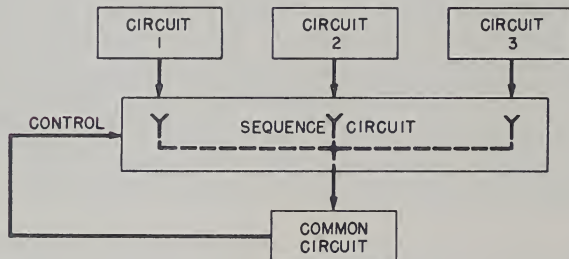 CIRCUIT
1
CIRCUIT
2
CIRCUIT
3
CONTROL
SEQUENCE CIRCUIT
COMMON
CIRCUIT